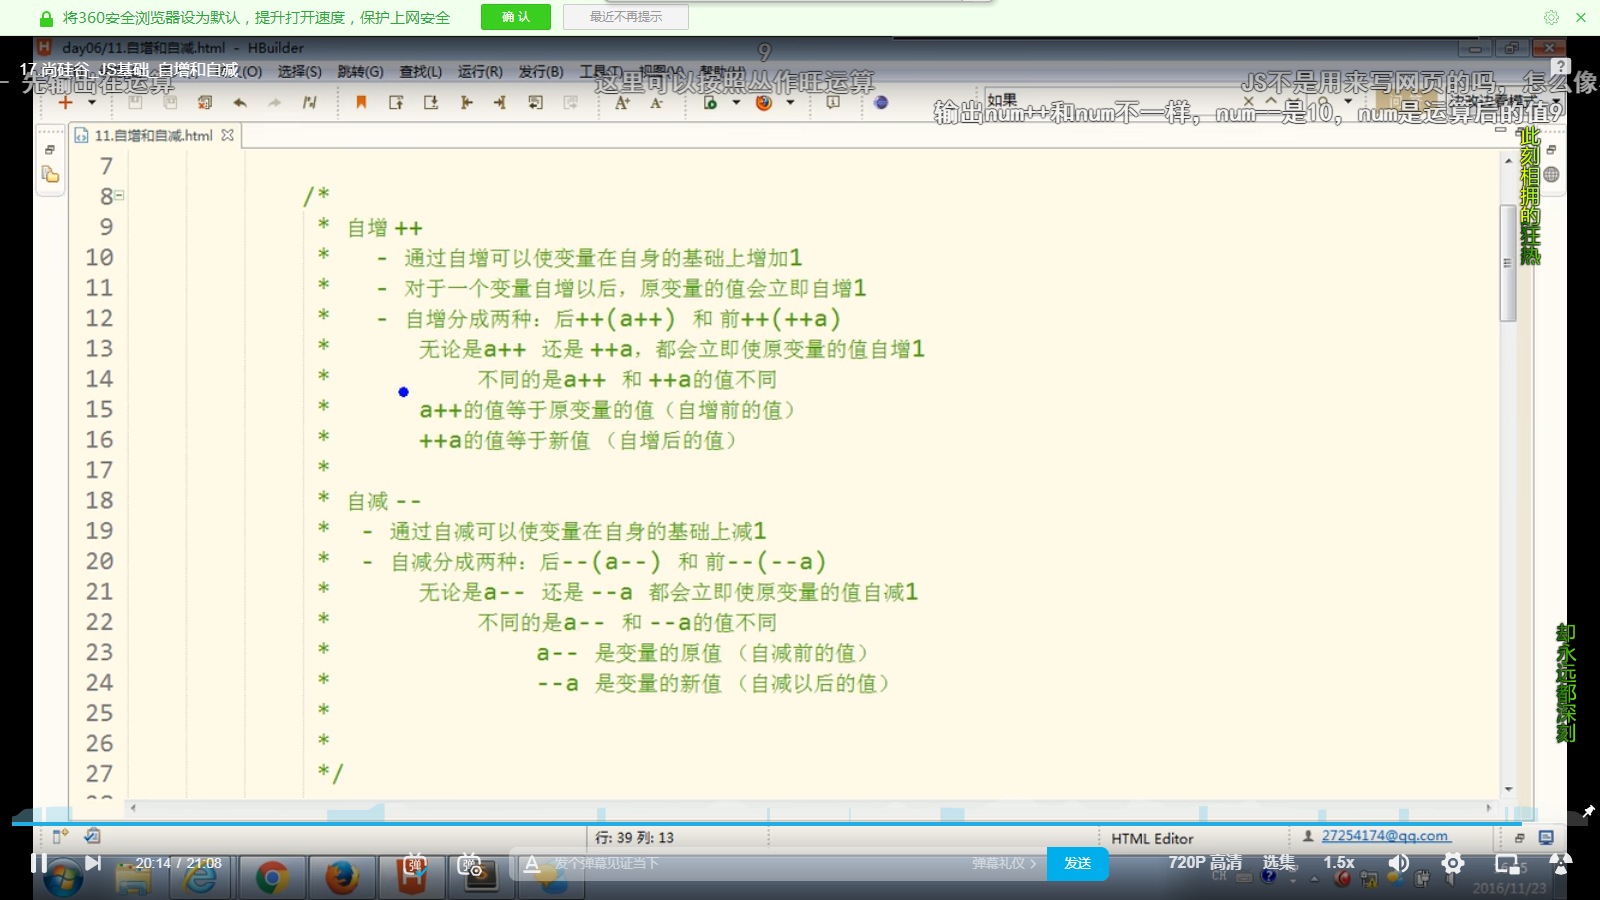 将360安全浏览器设为默认，提升打开速度，保护上网安全 确认 最近不再提示
day06/11.自增和自减.html - HBuilder
9
17.尚硅谷_JS基础_自增和自减
(O) 选择(S) 跳转(G) 查找(L) 运行(R) 发行(B) 工具(T) 视图(V) 帮助(H)
先输出在运算
这里可以按照丛作旺运算
JS不是用来写网页的吗，怎么像
如果
输出num++和num不一样，num--是10，num是运算后的值9
11.自增和自减.html
此刻相拥的狂热
7
8 /*
9 * 自增 ++
10 * - 通过自增可以使变量在自身的基础上增加1
11 * - 对于一个变量自增以后，原变量的值会立即自增1
12 * - 自增分成两种：后++(a++) 和 前++(++a)
13 * 无论是a++ 还是 ++a，都会立即使原变量的值自增1
14 * 不同的是a++ 和 ++a的值不同
15 * a++的值等于原变量的值（自增前的值）
16 * ++a的值等于新值 （自增后的值）
17 *
18 * 自减 --
19 * - 通过自减可以使变量在自身的基础上减1
20 * - 自减分成两种：后--(a--) 和 前--(--a)
21 * 无论是a-- 还是 --a 都会立即使原变量的值自减1
22 * 不同的是a-- 和 --a的值不同
23 * a-- 是变量的原值 （自减前的值）
24 * --a 是变量的新值 （自减以后的值）
25 *
26 *
27 */
却永远都深刻
行: 39 列: 13
HTML Editor
27254174@qq.com
20:14 / 21:08
发个弹幕见证当下
弹幕礼仪 >
发送
720P 高清 选集 1.5x
CH
2016/11/23